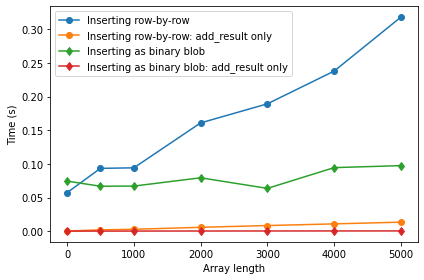 Inserting row-by-row
Inserting row-by-row: add_result only
Inserting as binary blob
Inserting as binary blob: add_result only
Time (s)
0.30
0.25
0.20
0.15
0.10
0.05
0.00
0 1000 2000 3000 4000 5000
Array length